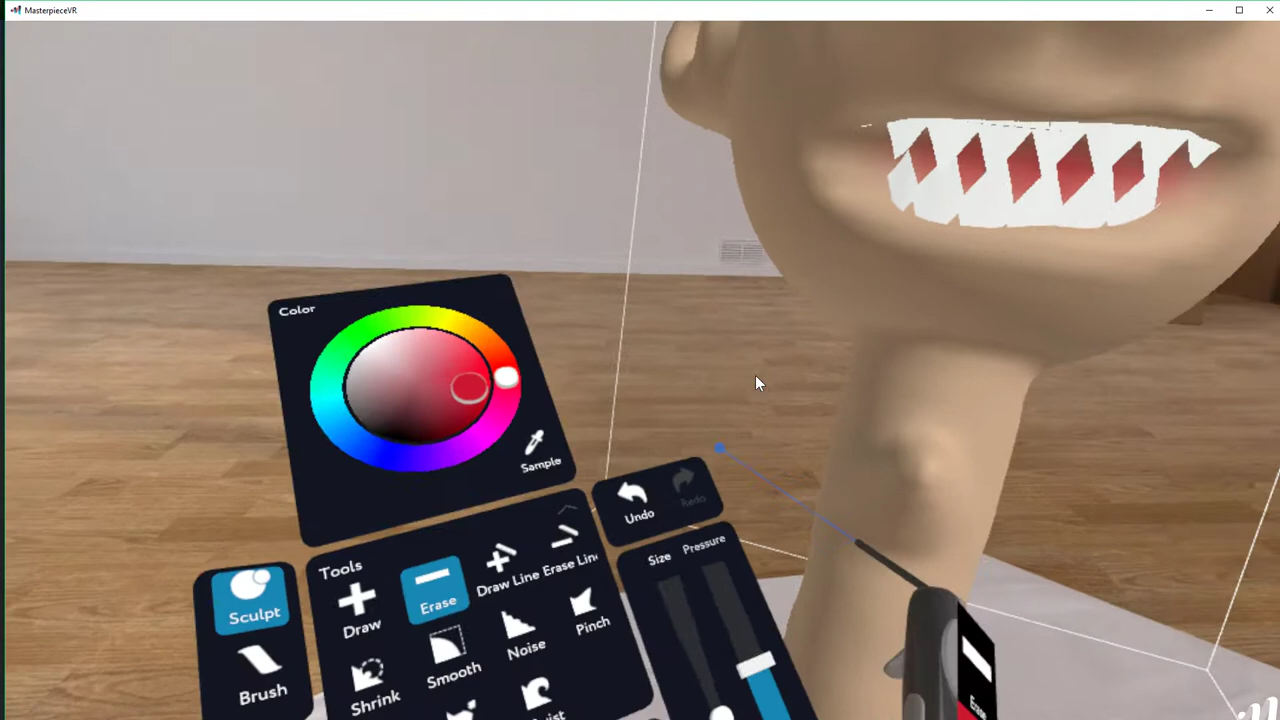 MasterpieceVR
Color
Sample
Undo
Redo
Tools
Draw
Erase
Draw Line
Erase Line
Size
Pressure
Sculpt
Brush
Shrink
Smooth
Noise
Pinch
Erase